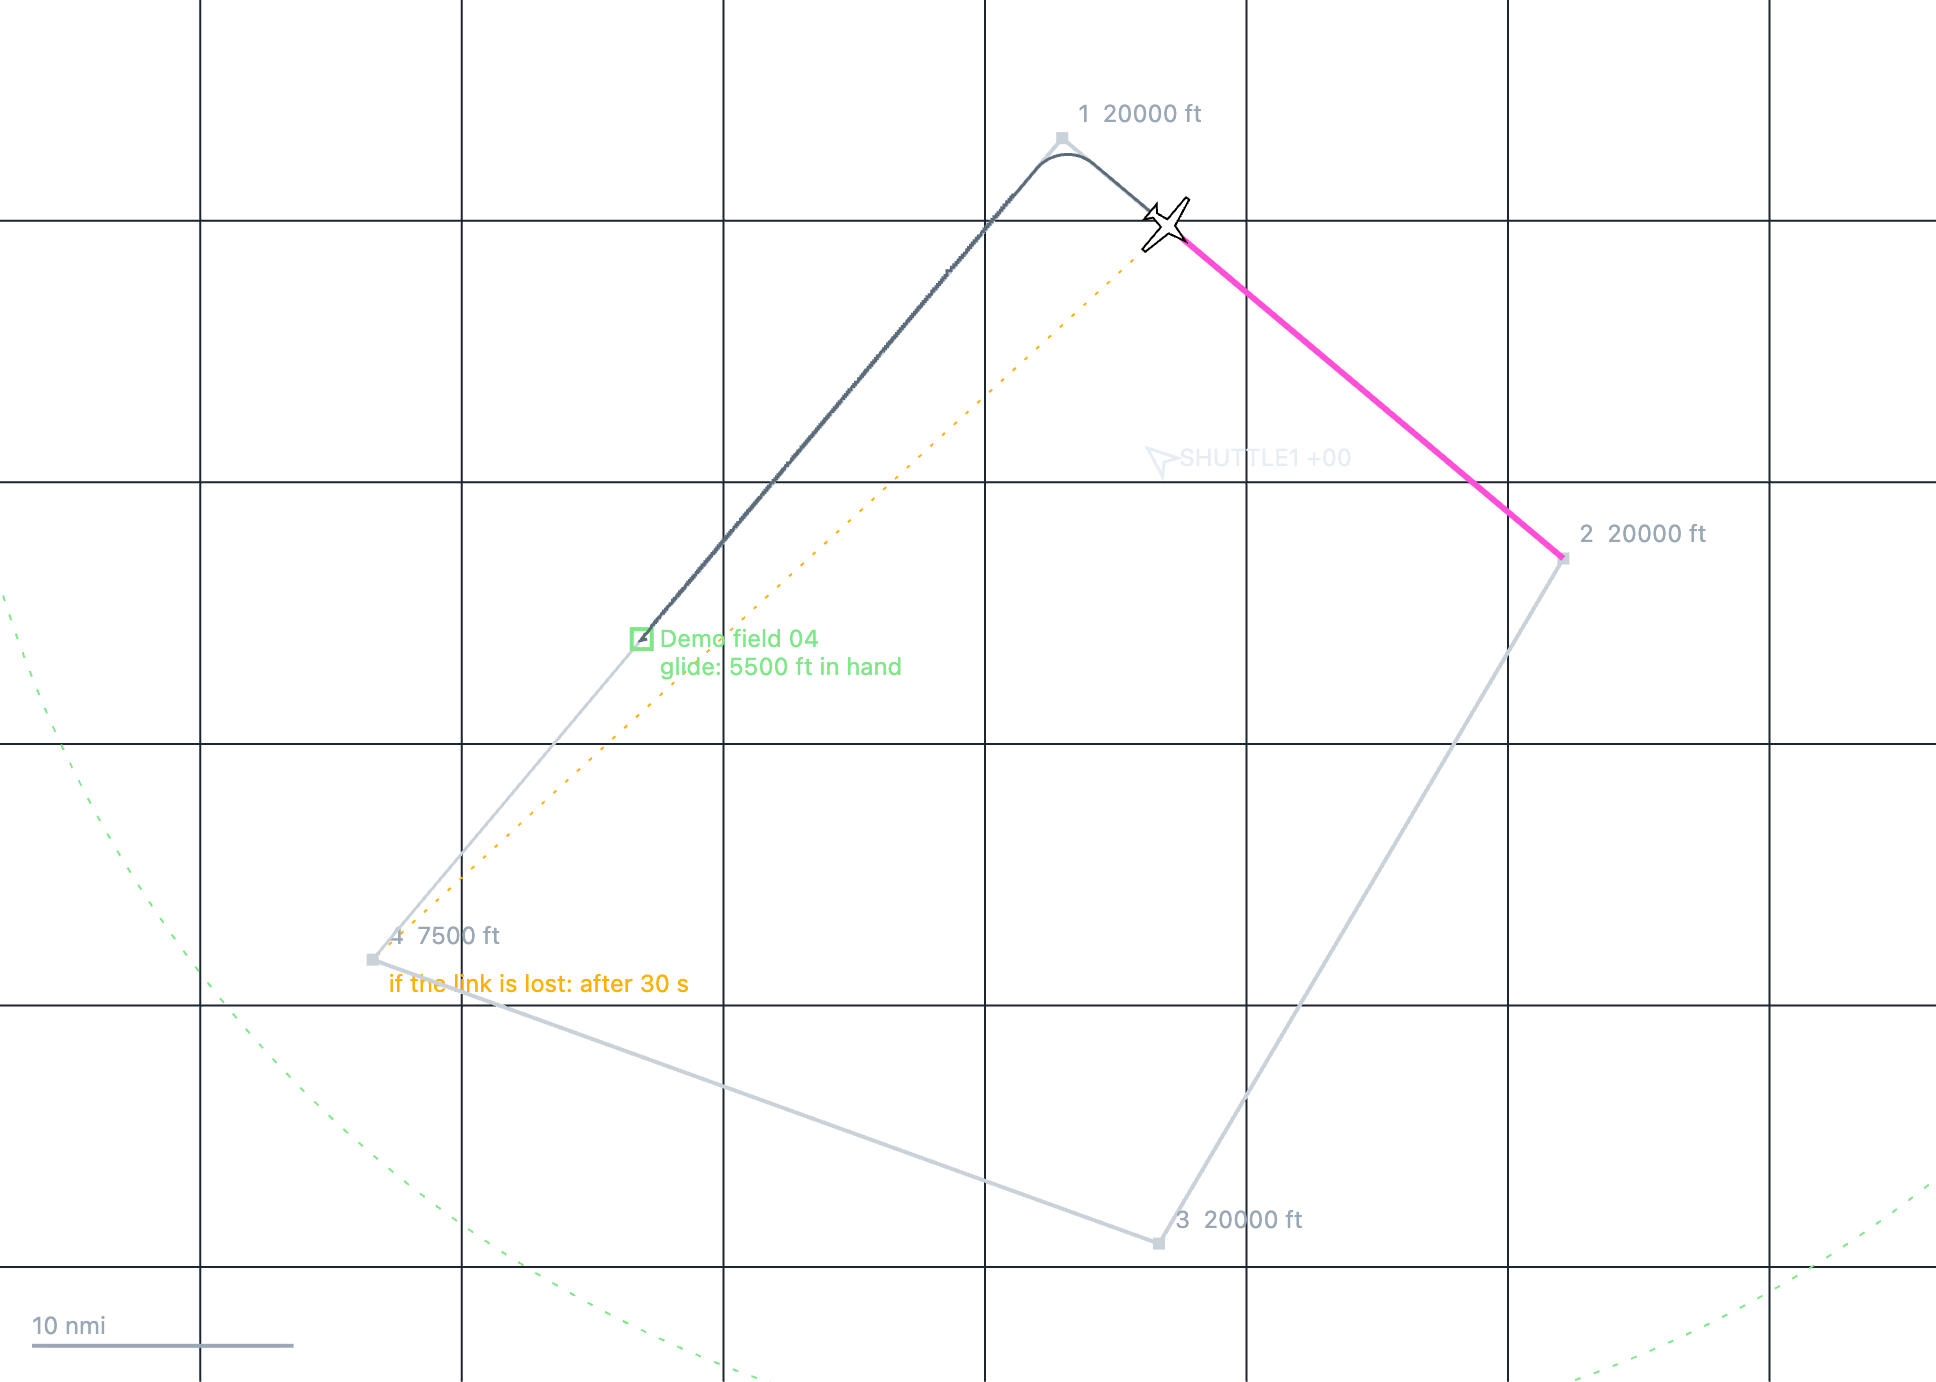 1 20000 ft
SHUTTLE1 +00
2 20000 ft
Demo field 04
glide: 5500 ft in hand
4 7500 ft
if the link is lost: after 30 s
3 20000 ft
10 nmi